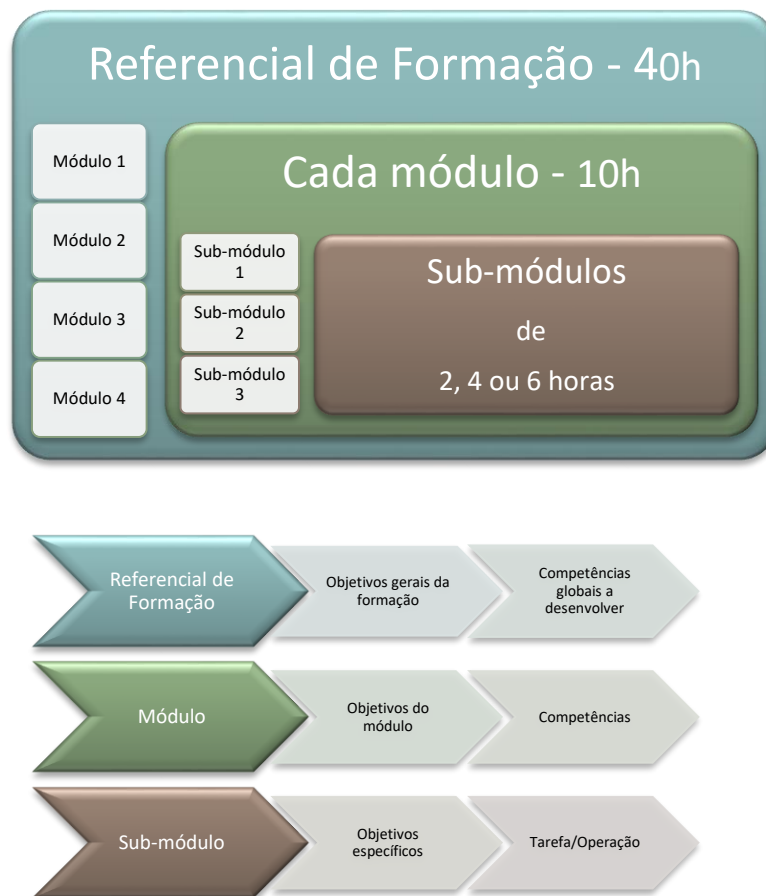 Referencial de Formação - 40h
Módulo 1
Módulo 2
Módulo 3
Módulo 4
Cada módulo - 10h
Sub-módulo
1
Sub-módulo
2
Sub-módulo
3
Sub-módulos
de
2, 4 ou 6 horas
Referencial de
Formação
Objetivos gerais da
formação
Competências
globais a
desenvolver
Módulo
Objetivos do
módulo
Competências
Sub-módulo
Objetivos
específicos
Tarefa/Operação